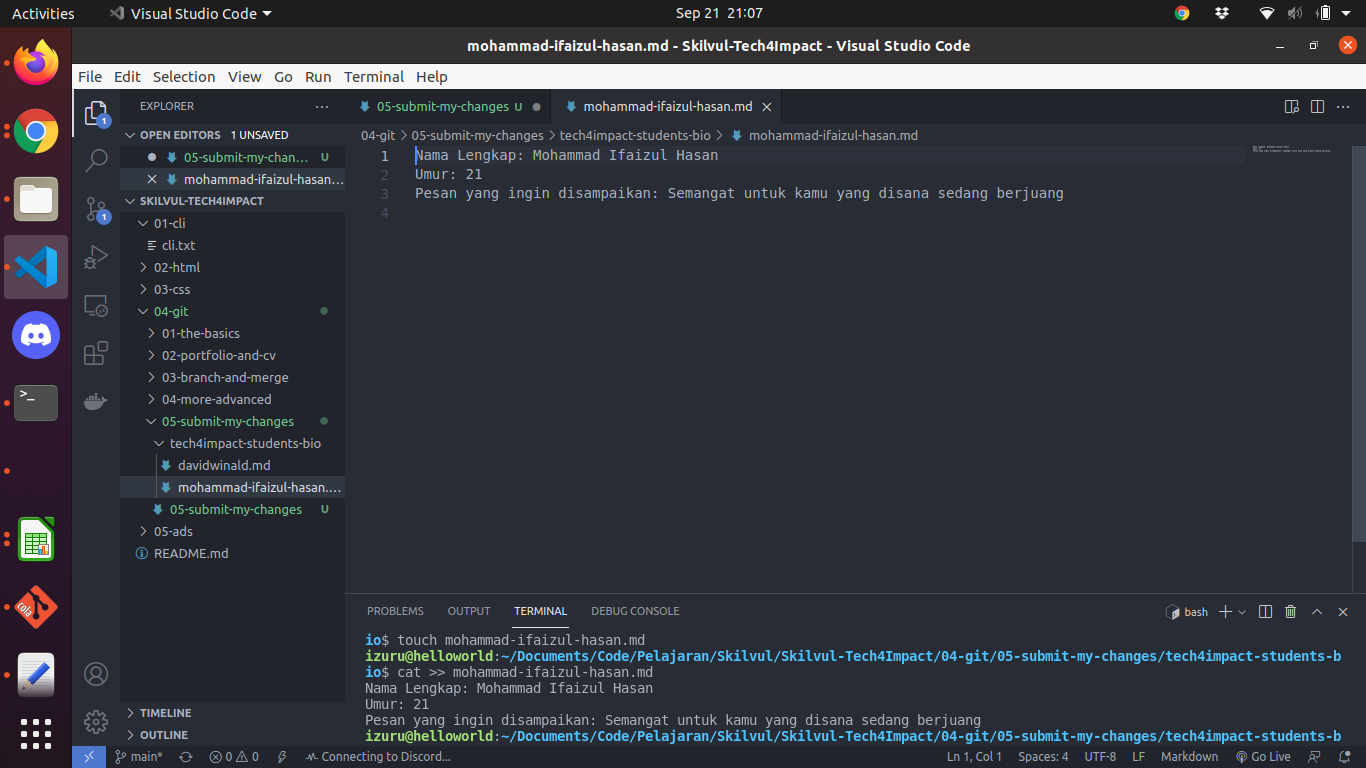 Activities Visual Studio Code Sep 21 21:07
mohammad-ifaizul-hasan.md - Skilvul-Tech4Impact - Visual Studio Code
File Edit Selection View Go Run Terminal Help
EXPLORER
OPEN EDITORS 1 UNSAVED
05-submit-my-chan... U
mohammad-ifaizul-hasan...
SKILVUL-TECH4IMPACT
01-cli
cli.txt
02-html
03-css
04-git
01-the-basics
02-portfolio-and-cv
03-branch-and-merge
04-more-advanced
05-submit-my-changes
tech4impact-students-bio
davidwinald.md
mohammad-ifaizul-hasan....
05-submit-my-changes U
05-ads
README.md
TIMELINE
OUTLINE
1
1
cola
05-submit-my-changes U mohammad-ifaizul-hasan.md
04-git > 05-submit-my-changes > tech4impact-students-bio > mohammad-ifaizul-hasan.md
1 Nama Lengkap: Mohammad Ifaizul Hasan
2 Umur: 21
3 Pesan yang ingin disampaikan: Semangat untuk kamu yang disana sedang berjuang
4
PROBLEMS OUTPUT TERMINAL DEBUG CONSOLE bash
io$ touch mohammad-ifaizul-hasan.md
izuru@helloworld:~/Documents/Code/Pelajaran/Skilvul/Skilvul-Tech4Impact/04-git/05-submit-my-changes/tech4impact-students-b
io$ cat >> mohammad-ifaizul-hasan.md
Nama Lengkap: Mohammad Ifaizul Hasan
Umur: 21
Pesan yang ingin disampaikan: Semangat untuk kamu yang disana sedang berjuang
izuru@helloworld:~/Documents/Code/Pelajaran/Skilvul/Skilvul-Tech4Impact/04-git/05-submit-my-changes/tech4impact-students-b
main* 0 0 Connecting to Discord... Ln 1, Col 1 Spaces: 4 UTF-8 LF Markdown Go Live